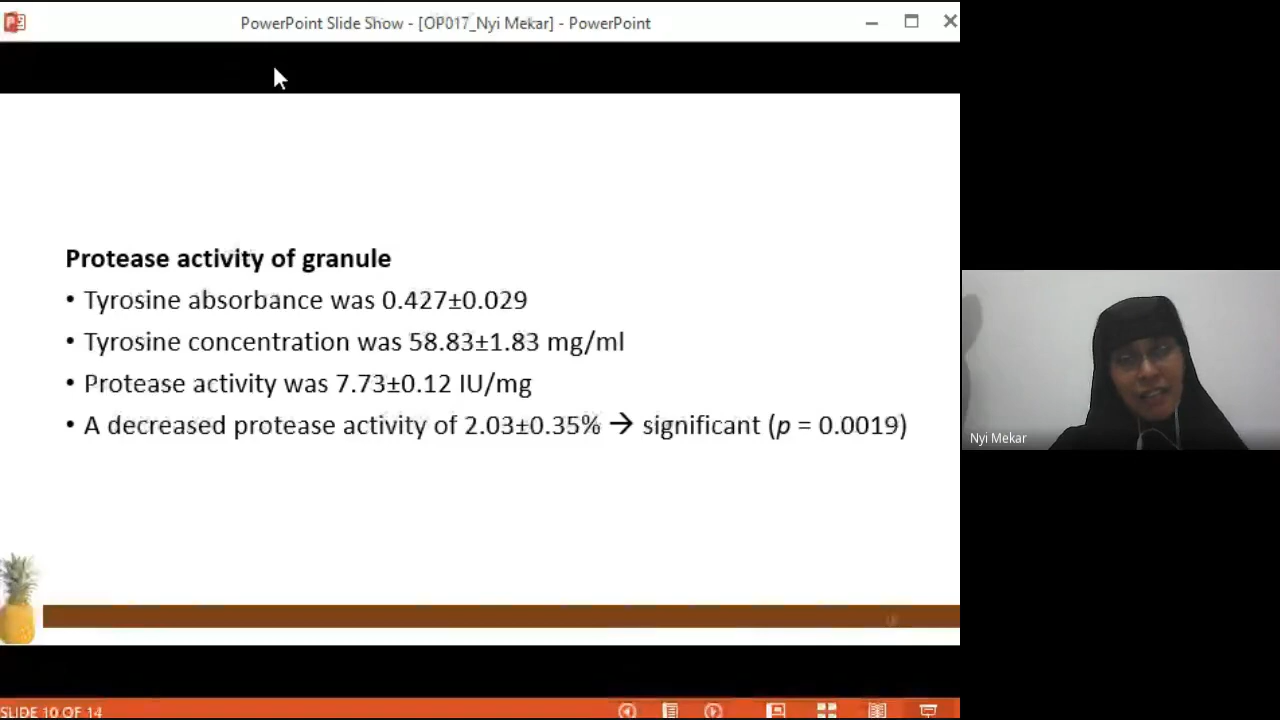 PowerPoint Slide Show - [OP017_Nyi Mekar] - PowerPoint
Protease activity of granule
• Tyrosine absorbance was 0.427±0.029
• Tyrosine concentration was 58.83±1.83 mg/ml
• Protease activity was 7.73±0.12 IU/mg
• A decreased protease activity of 2.03±0.35% → significant (p = 0.0019)
Nyi Mekar
SLIDE 10 OF 14